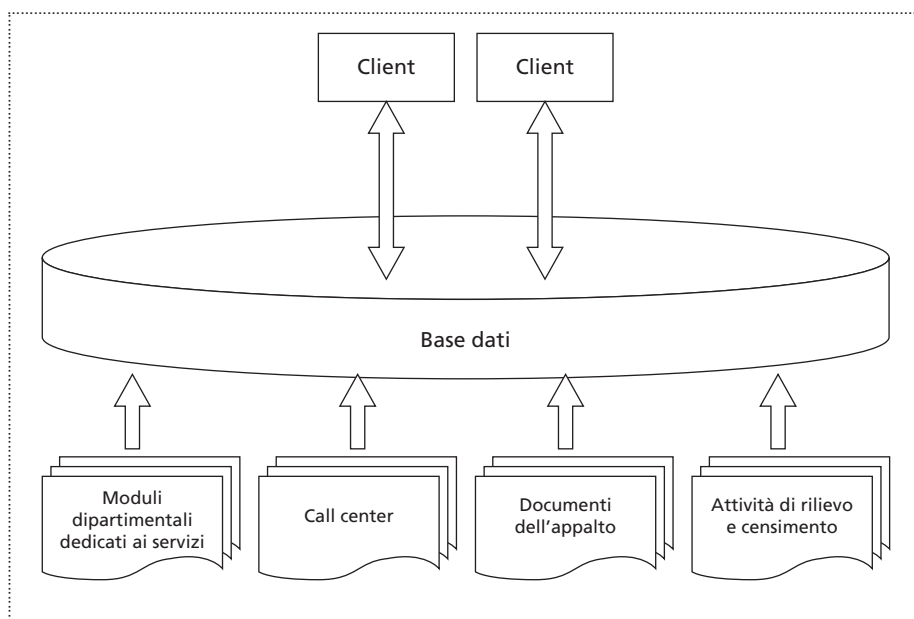 Client
Client
Base dati
Moduli
dipartimentali
dedicati ai servizi
Call center
Documenti
dell'appalto
Attività di rilievo
e censimento